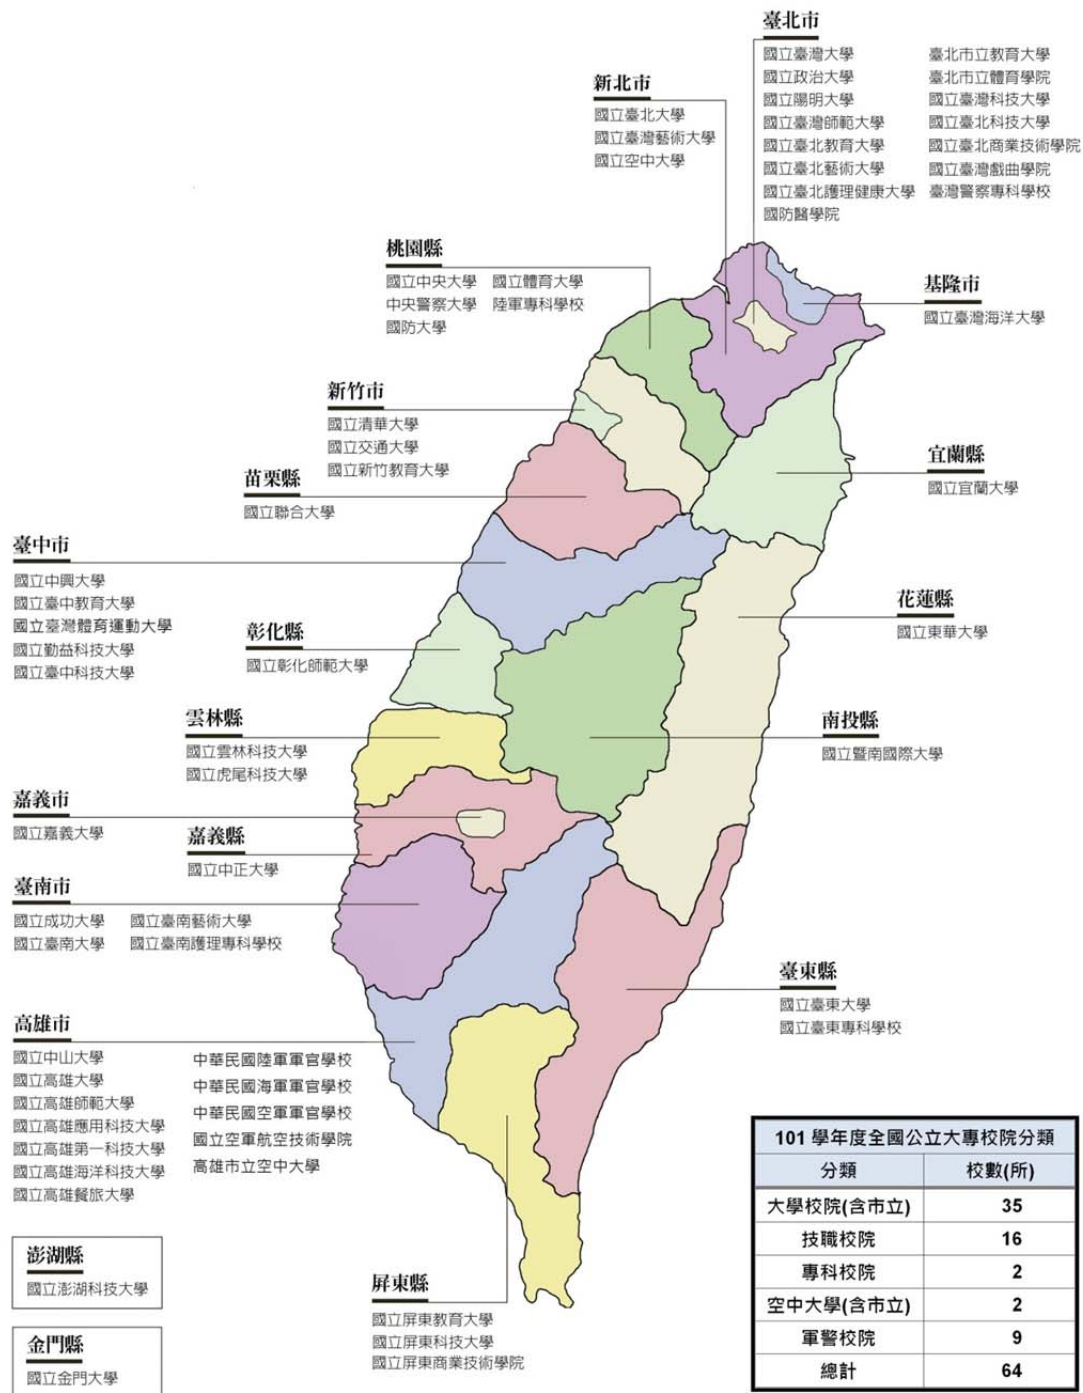 臺北市
國立臺灣大學
國立政治大學
國立陽明大學
國立臺灣師範大學
國立臺北教育大學
國立臺北藝術大學
國立臺北護理健康大學
國防醫學院
臺北市立教育大學
臺北市立體育學院
國立臺灣科技大學
國立臺北科技大學
國立臺北商業技術學院
國立臺灣戲曲學院
臺灣警察專科學校
新北市
國立臺北大學
國立臺灣藝術大學
國立空中大學
桃園縣
國立中央大學 國立體育大學
中央警察大學 陸軍專科學校
國防大學
基隆市
國立臺灣海洋大學
新竹市
國立清華大學
國立交通大學
國立新竹教育大學
宜蘭縣
國立宜蘭大學
苗栗縣
國立聯合大學
臺中市
國立中興大學
國立臺中教育大學
國立臺灣體育運動大學
國立勤益科技大學
國立臺中科技大學
花蓮縣
國立東華大學
彰化縣
國立彰化師範大學
雲林縣
國立雲林科技大學
國立虎尾科技大學
南投縣
國立暨南國際大學
嘉義市
國立嘉義大學
嘉義縣
國立中正大學
臺南市
國立成功大學 國立臺南藝術大學
國立臺南大學 國立臺南護理專科學校
臺東縣
國立臺東大學
國立臺東專科學校
高雄市
國立中山大學
國立高雄大學
國立高雄師範大學
國立高雄應用科技大學
國立高雄第一科技大學
國立高雄海洋科技大學
國立高雄餐旅大學
中華民國陸軍軍官學校
中華民國海軍軍官學校
中華民國空軍軍官學校
國立空軍航空技術學院
高雄市立空中大學
澎湖縣
國立澎湖科技大學
金門縣
國立金門大學
屏東縣
國立屏東教育大學
國立屏東科技大學
國立屏東商業技術學院
101 學年度全國公立大專校院分類
分類 校數(所)
大學校院(含市立) 35
技職校院 16
專科校院 2
空中大學(含市立) 2
軍警校院 9
總計 64